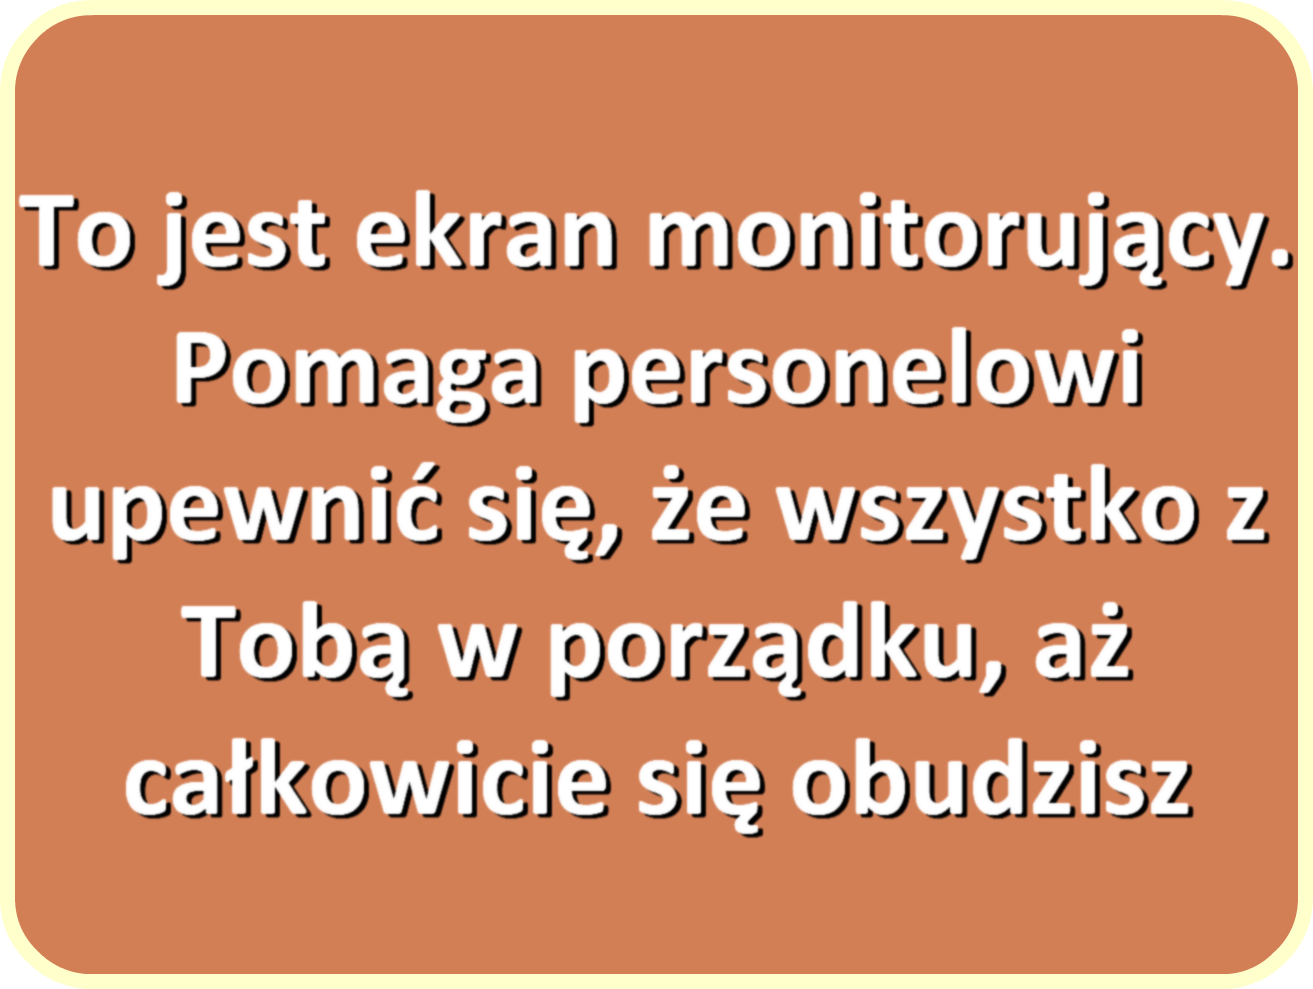 To jest ekran monitorujący.
Pomaga personelowi
upewnić się, że wszystko z
Tobą w porządku, aż
całkowicie się obudzisz